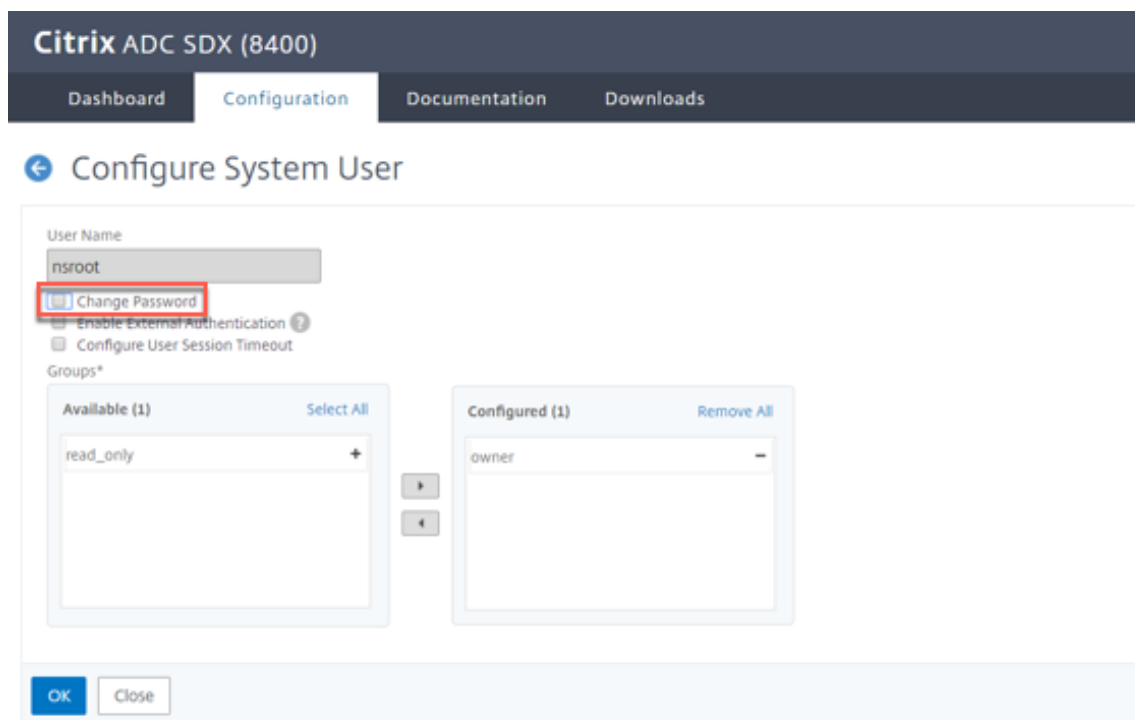 Citrix ADC SDX (8400)
Dashboard Configuration Documentation Downloads
Configure System User
User Name
nsroot
Change Password
Enable External Authentication ?
Configure User Session Timeout
Groups*
Available (1) Select All
read_only +
Configured (1) Remove All
owner −
OK Close